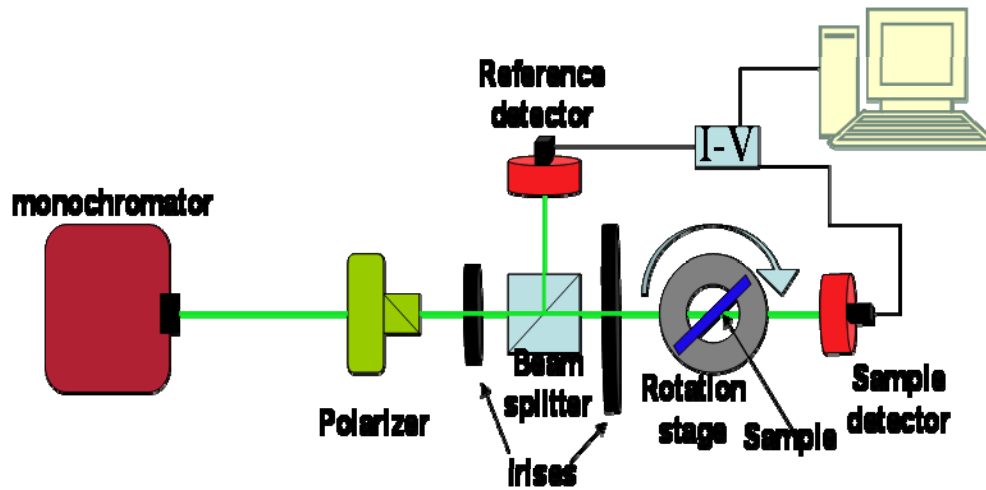 Reference
detector
I-V
monochromator
Polarizer
Beam
splitter
Irises
Rotation
stage
Sample
Sample
detector